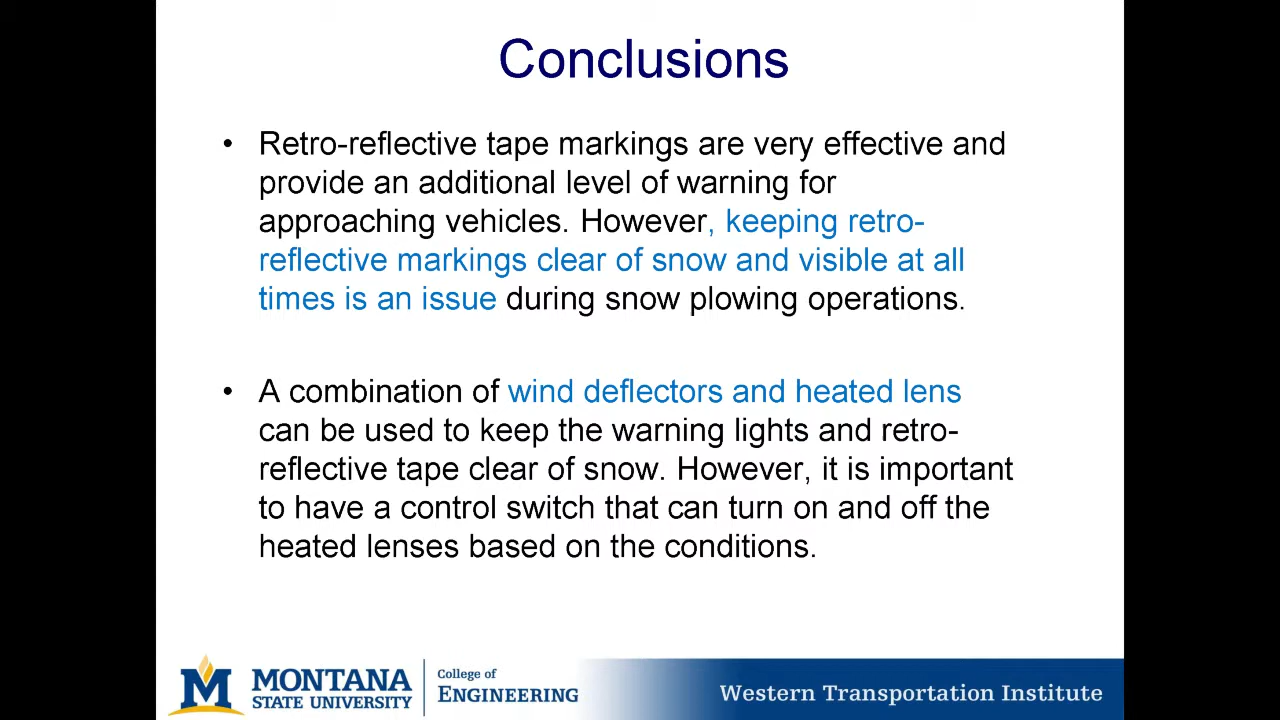 Conclusions
• Retro-reflective tape markings are very effective and
provide an additional level of warning for
approaching vehicles. However, keeping retro-
reflective markings clear of snow and visible at all
times is an issue during snow plowing operations.
• A combination of wind deflectors and heated lens
can be used to keep the warning lights and retro-
reflective tape clear of snow. However, it is important
to have a control switch that can turn on and off the
heated lenses based on the conditions.
M
MONTANA
STATE UNIVERSITY
College of
ENGINEERING
Western Transportation Institute